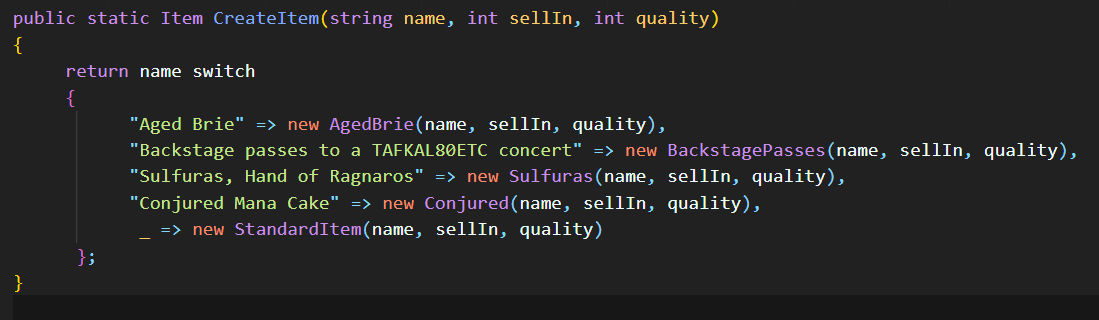 public static Item CreateItem(string name, int sellIn, int quality)
{
return name switch
{
"Aged Brie" => new AgedBrie(name, sellIn, quality),
"Backstage passes to a TAFKAL80ETC concert" => new BackstagePasses(name, sellIn, quality),
"Sulfuras, Hand of Ragnaros" => new Sulfuras(name, sellIn, quality),
"Conjured Mana Cake" => new Conjured(name, sellIn, quality),
_ => new StandardItem(name, sellIn, quality)
};
}